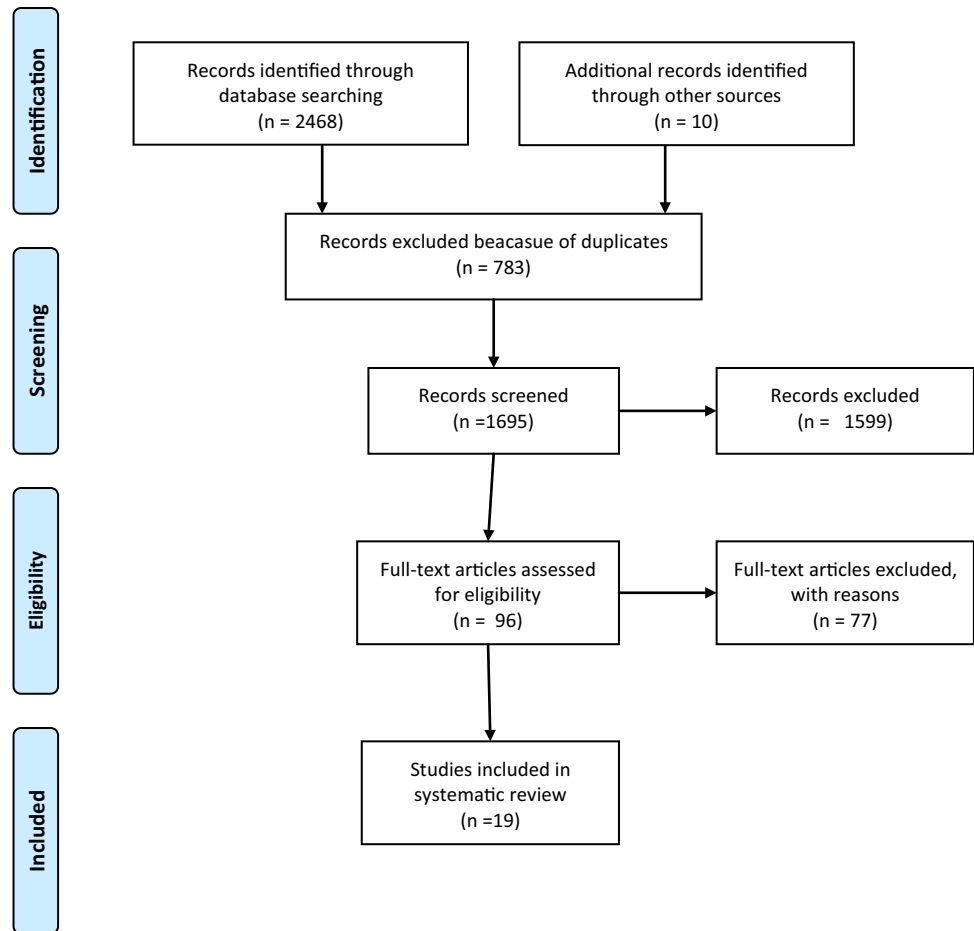 Identification
Records identified through
database searching
(n = 2468)
Additional records identified
through other sources
(n = 10)
Records excluded beacasue of duplicates
(n = 783)
Screening
Records screened
(n =1695)
Records excluded
(n = 1599)
Eligibility
Full-text articles assessed
for eligibility
(n = 96)
Full-text articles excluded,
with reasons
(n = 77)
Included
Studies included in
systematic review
(n =19)